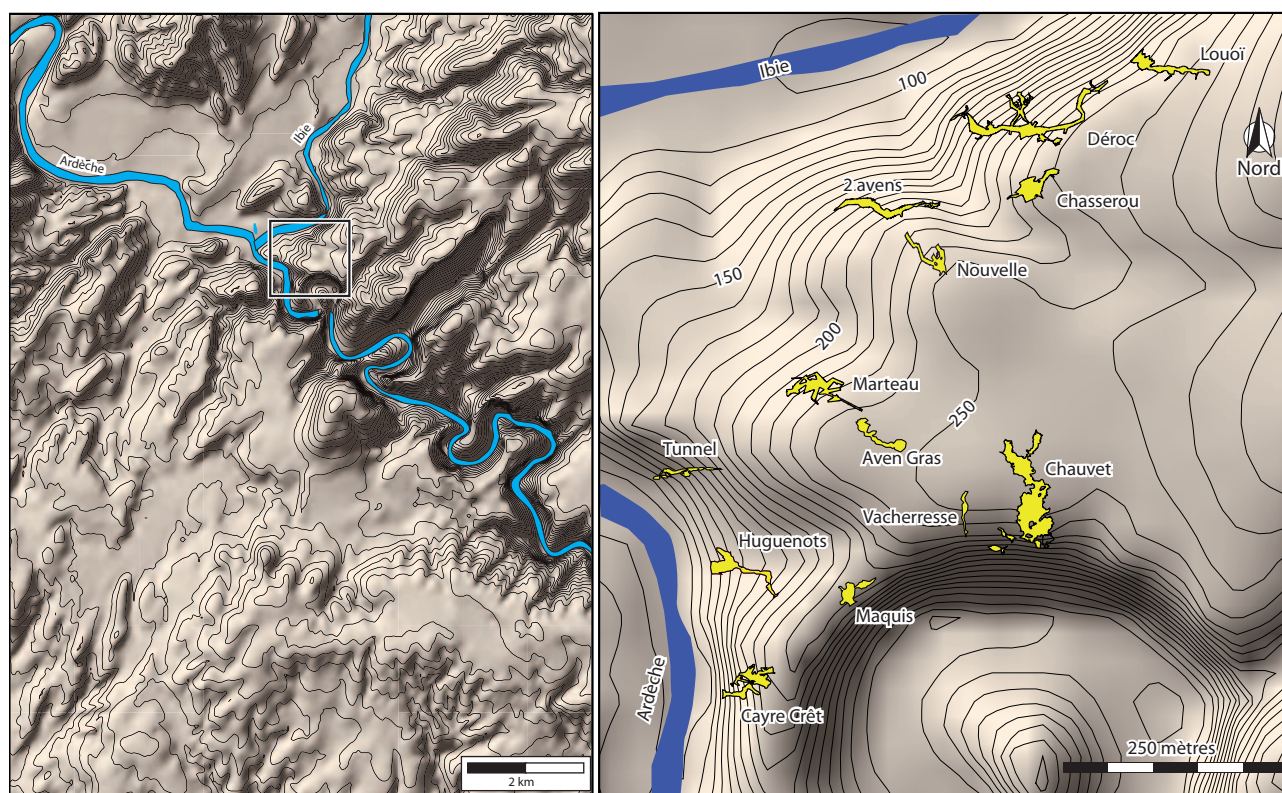 Ardèche
Ibie
2 km
Ibie
100
Louoï
Déroc
Nord
2 avens
Chasserou
Nouvelle
150
200
Marteau
250
Aven Gras
Tunnel
Chauvet
Vacherresse
Huguenots
Maquis
Ardèche
Cayre Crêt
250 mètres